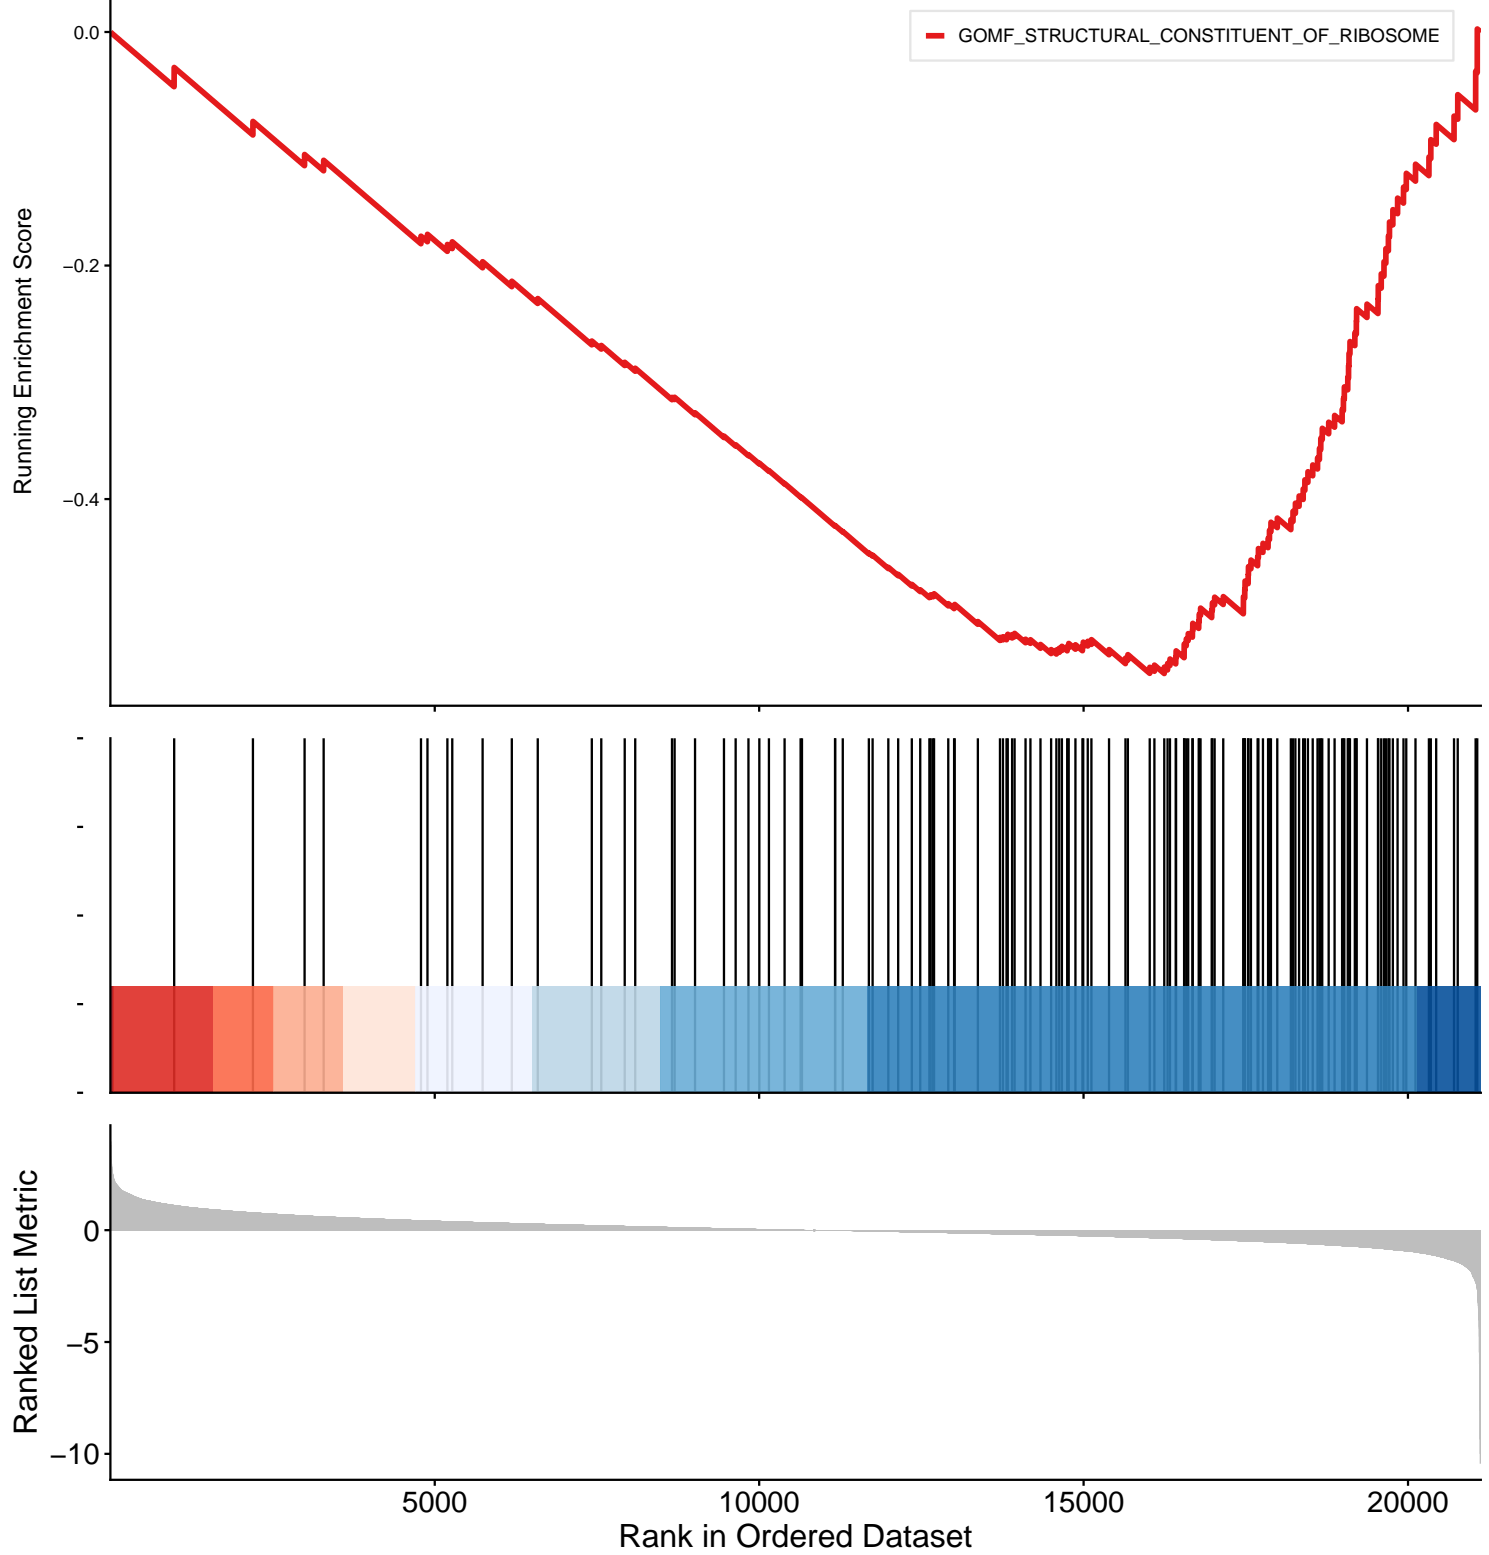 GOMF_STRUCTURAL_CONSTITUENT_OF_RIBOSOME
Running Enrichment Score
0.0
−0.2
−0.4
Ranked List Metric
0
−5
−10
5000 10000 15000 20000
Rank in Ordered Dataset